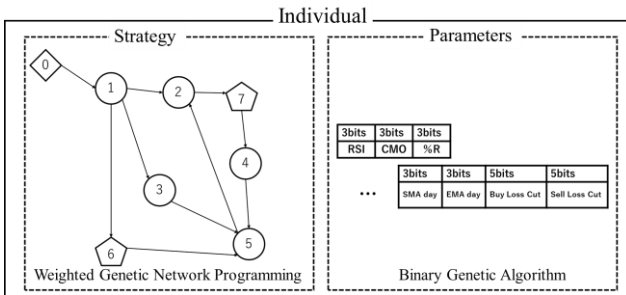 Individual
Strategy
Parameters
0
1
2
7
4
3
5
6
3bits 3bits 3bits
RSI CMO %R
3bits 3bits 5bits 5bits
... SMA day EMA day Buy Loss Cut Sell Loss Cut
Weighted Genetic Network Programming
Binary Genetic Algorithm